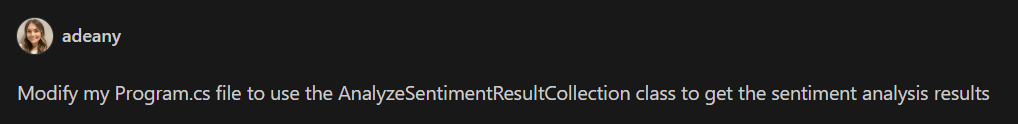 adeany
Modify my Program.cs file to use the AnalyzeSentimentResultCollection class to get the sentiment analysis results